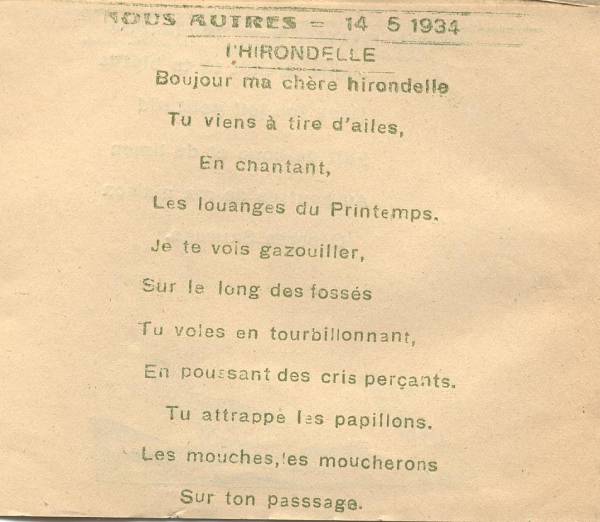 NOUS AUTRES = 14 5 1934
l'HIRONDELLE
Boujour ma chère hirondelle
Tu viens à tire d'ailes,
En chantant,
Les louanges du Printemps.
Je te vois gazouiller,
Sur le long des fossés
Tu voles en tourbillonnant,
En poussant des cris perçants.
Tu attrappe les papillons.
Les mouches,les moucherons
Sur ton passsage.